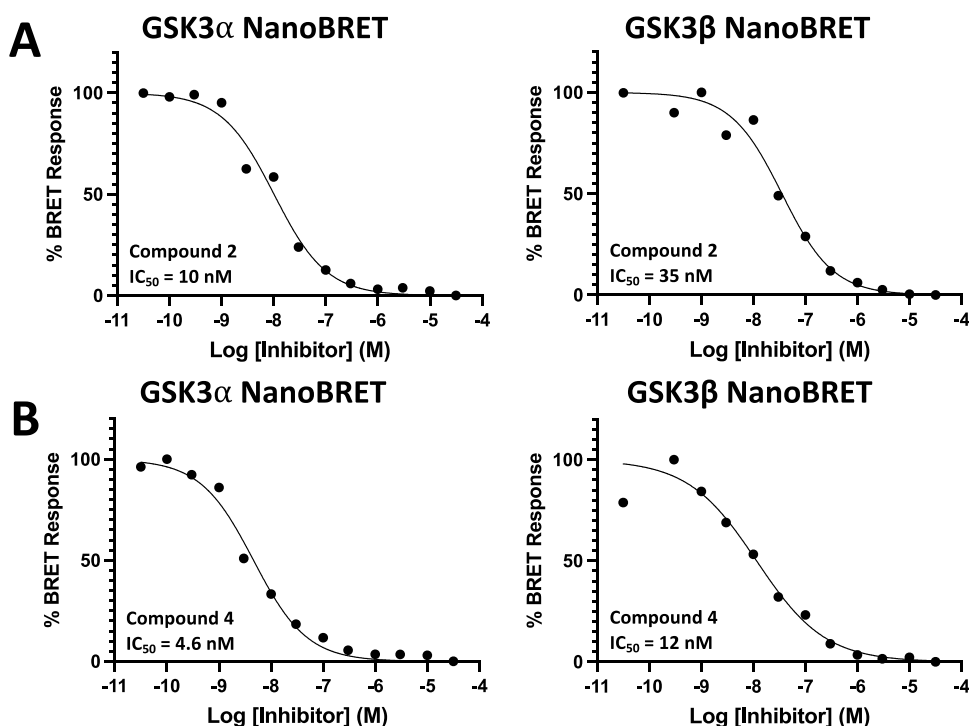 A
GSK3α NanoBRET
% BRET Response
100
50
0
Compound 2
IC50 = 10 nM
-11 -10 -9 -8 -7 -6 -5 -4
Log [Inhibitor] (M)
GSK3β NanoBRET
% BRET Response
100
50
0
Compound 2
IC50 = 35 nM
-11 -10 -9 -8 -7 -6 -5 -4
Log [Inhibitor] (M)
B
GSK3α NanoBRET
% BRET Response
100
50
0
Compound 4
IC50 = 4.6 nM
-11 -10 -9 -8 -7 -6 -5 -4
Log [Inhibitor] (M)
GSK3β NanoBRET
% BRET Response
100
50
0
Compound 4
IC50 = 12 nM
-11 -10 -9 -8 -7 -6 -5 -4
Log [Inhibitor] (M)